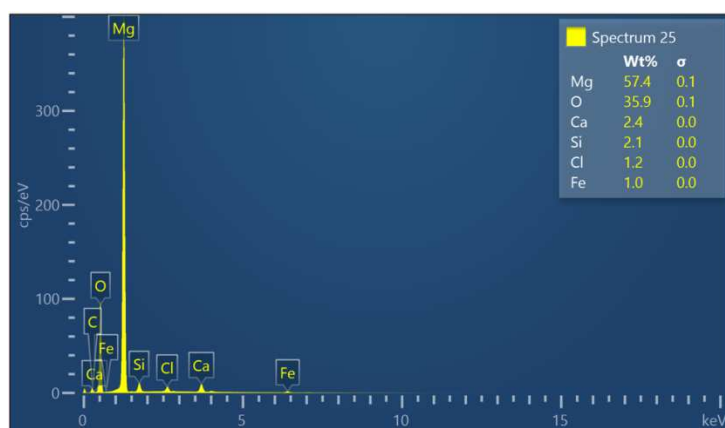 Spectrum 25
Wt% σ
Mg 57.4 0.1
O 35.9 0.1
Ca 2.4 0.0
Si 2.1 0.0
Cl 1.2 0.0
Fe 1.0 0.0
Mg
300
200
cps/eV
100
O
C
Fe
Ca
Si
Cl
Ca
Fe
0
0 5 10 15 keV